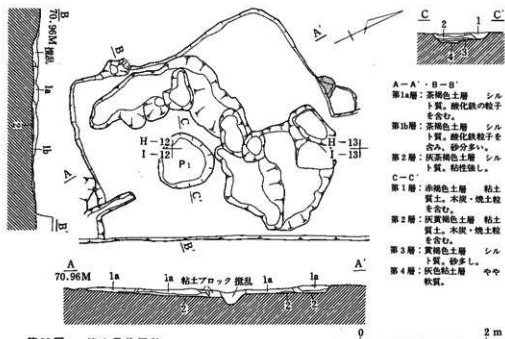 B
70.96M
撹乱
1a
2
1b
B'
B
A'
C
H-12
I-12
P1
C'
H-13
I-13
A
B'
C C'
2 1
4 3
A-A'・B-B'
第1a層：茶褐色土層 シル
ト質。酸化鉄の粒子
を含む。
第1b層：茶褐色土層 シル
ト質。酸化鉄粒子を
含み、砂分多い。
第2層：灰茶褐色土層 シル
ト質。粘性強し。
C-C'
第1層：赤褐色土層 粘土
質土。木炭・焼土粒
を含む。
第2層：灰黄褐色土層 粘土
質土。木炭・焼土粒
を含む。
第3層：黄褐色土層 シル
ト質。砂多し。
第4層：灰色粘土層 やや
軟質。
A A'
70.96M 1a 1a 粘土ブロック 撹乱 1a 1a
2 2 2
0 2m